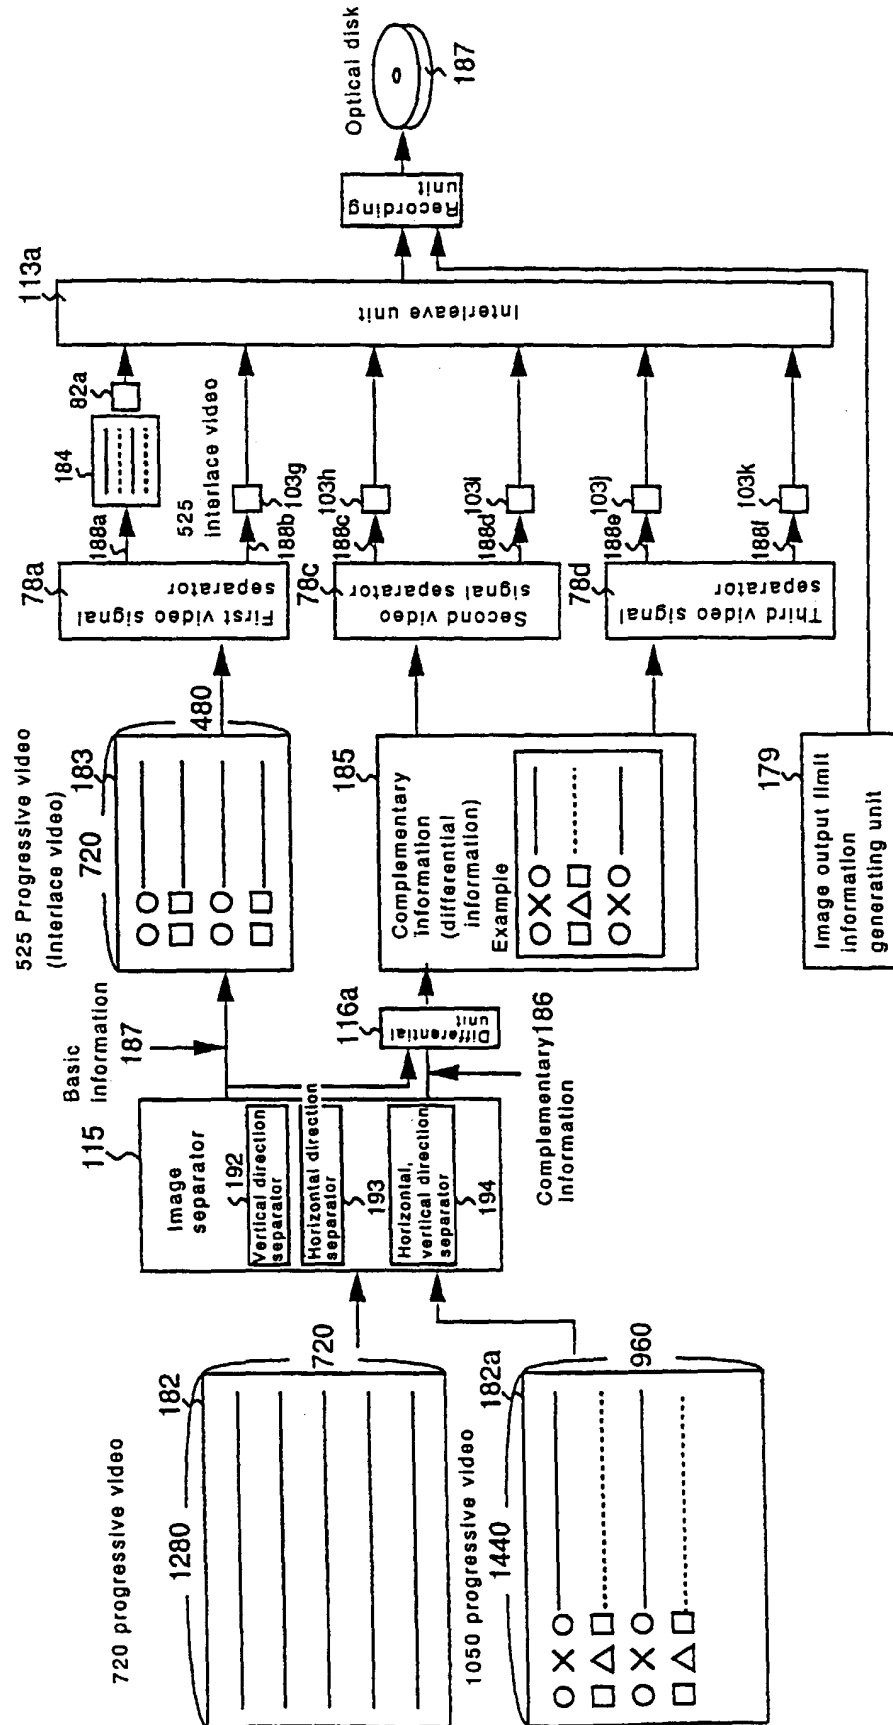 720 progressive video
1280
182
720
1050 progressive video
1440
182a
960
115
Image
separator
192
Vertical direction
separator
Horizontal direction
separator
193
Horizontal,
vertical direction
separator
194
Basic
information
187
Complementary
information
186
116a
Differential
unit
525 Progressive video
(Interlace video)
720
183
480
185
Complementary
information
(differential
information)
Example
179
Image output limit
information
generating unit
78a
First video signal
separator
78c
Second video
signal separator
78d
Third video signal
separator
188a
188b
188c
188d
188e
188f
184
82a
525
interlace video
103g
103h
103i
103j
103k
113a
Interleave unit
Recording
unit
Optical disk
187